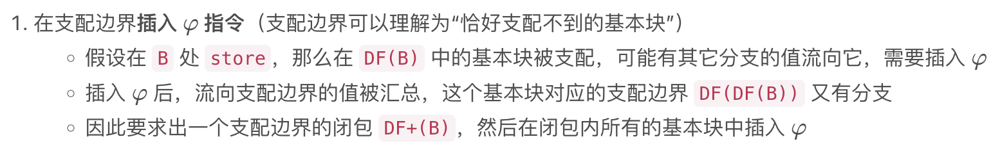 1. 在支配边界插入 φ 指令（支配边界可以理解为“恰好支配不到的基本块”）
◦ 假设在 B 处 store，那么在 DF(B) 中的基本块被支配，可能有其它分支的值流向它，需要插入 φ
◦ 插入 φ 后，流向支配边界的值被汇总，这个基本块对应的支配边界 DF(DF(B)) 又有分支
◦ 因此要求出一个支配边界的闭包 DF+(B)，然后在闭包内所有的基本块中插入 φ